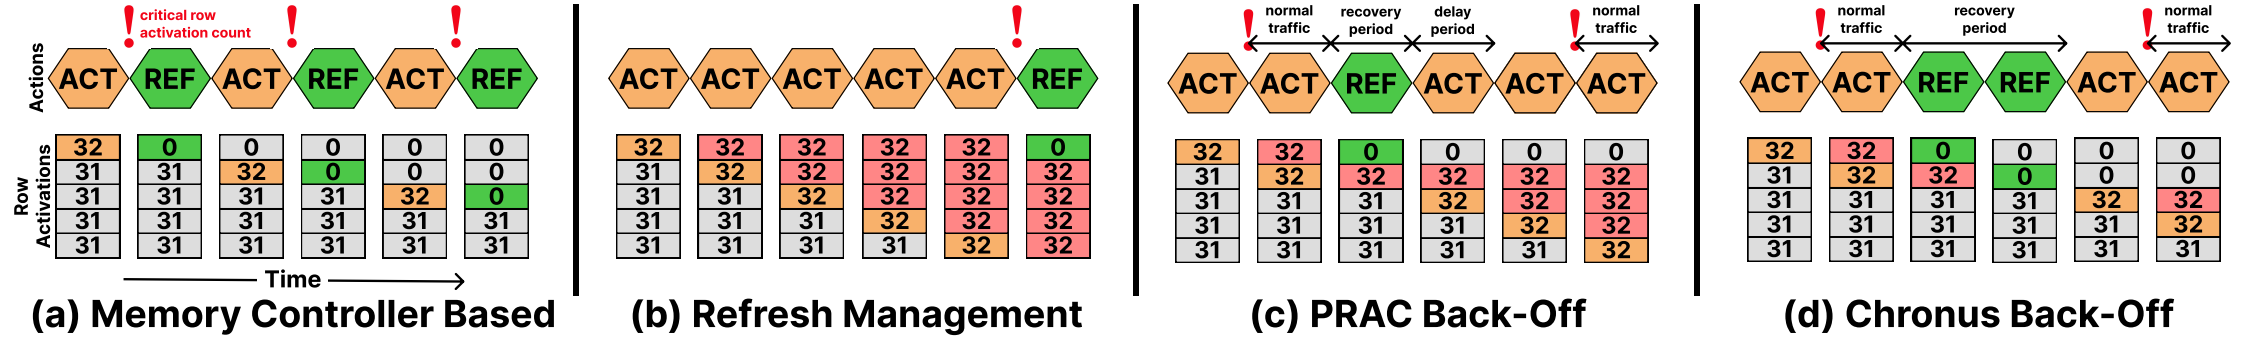 critical row
activation count
Actions
ACT REF ACT REF ACT REF
Row
Activations
32 0 0 0 0 0
31 31 32 0 0 0
31 31 31 31 32 0
31 31 31 31 31 31
31 31 31 31 31 31
Time
(a) Memory Controller Based
ACT ACT ACT ACT ACT REF
32 32 32 32 32 0
31 32 32 32 32 32
31 31 32 32 32 32
31 31 31 32 32 32
31 31 31 31 32 32
(b) Refresh Management
normal
traffic
recovery
period
delay
period
normal
traffic
ACT ACT REF ACT ACT ACT
32 32 0 0 0 0
31 32 32 32 32 32
31 31 31 32 32 32
31 31 31 31 32 32
31 31 31 31 31 32
(c) PRAC Back-Off
normal
traffic
recovery
period
normal
traffic
ACT ACT REF REF ACT ACT
32 32 0 0 0 0
31 32 32 0 0 0
31 31 31 31 32 32
31 31 31 31 31 32
31 31 31 31 31 31
(d) Chronus Back-Off